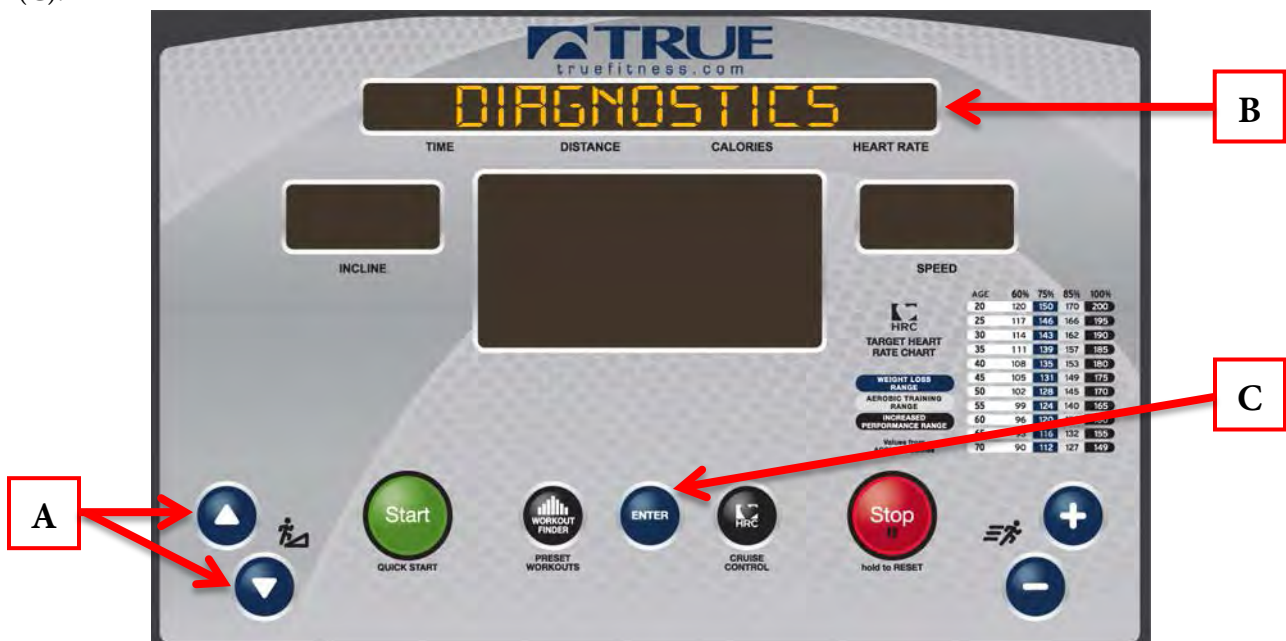 (C).
TRUE
truefitness.com
DIAGNOSTICS
B
TIME DISTANCE CALORIES HEART RATE
INCLINE
SPEED
HRC
TARGET HEART
RATE CHART
WEIGHT LOSS
RANGE
AEROBIC TRAINING
RANGE
INCREASED
PERFORMANCE RANGE
Values from
AGE 60% 75% 85% 100%
20 120 150 170 200
25 117 146 166 195
30 114 143 162 190
35 111 139 157 185
40 108 135 153 180
45 105 131 149 175
50 102 128 145 170
55 99 124 140 165
60 96 120
116 132 155
70 90 112 127 149
C
A
Start
QUICK START
WORKOUT
FINDER
PRESET
WORKOUTS
ENTER
HRC
CRUISE
CONTROL
Stop
hold to RESET